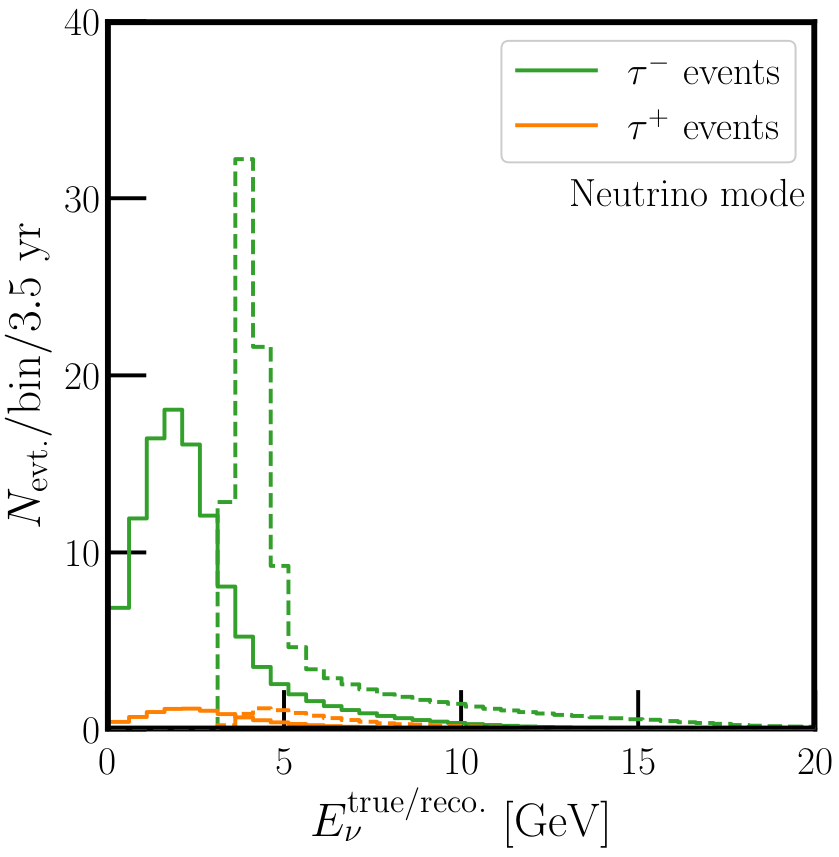 40
30
20
10
0
0 5 10 15 20
N_evt./bin/3.5 yr
E_ν^true/reco. [GeV]
τ⁻ events
τ⁺ events
Neutrino mode